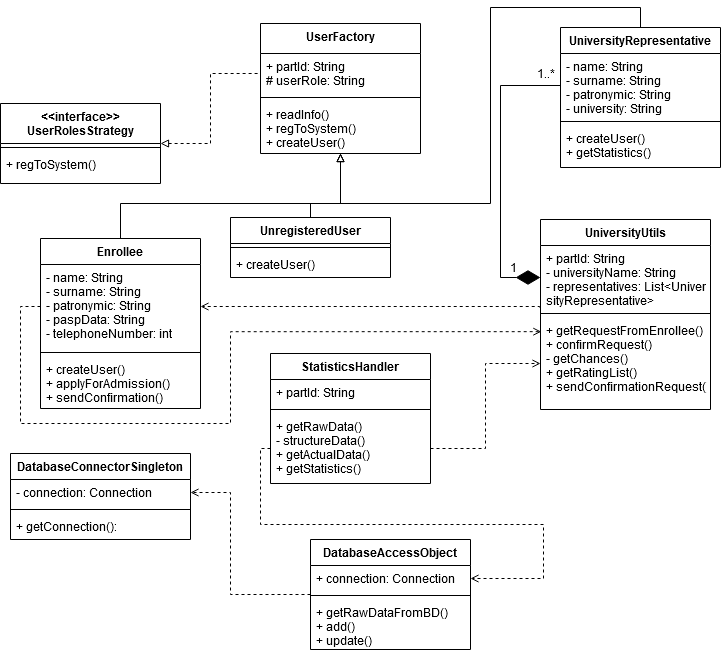 UserFactory
+ partId: String
# userRole: String
+ readInfo()
+ regToSystem()
+ createUser()
UniversityRepresentative
- name: String
- surname: String
- patronymic: String
- university: String
+ createUser()
+ getStatistics()
1..*
<<interface>>
UserRolesStrategy
+ regToSystem()
Enrollee
- name: String
- surname: String
- patronymic: String
- paspData: String
- telephoneNumber: int
+ createUser()
+ applyForAdmission()
+ sendConfirmation()
UnregisteredUser
+ createUser()
1
UniversityUtils
+ partId: String
- universityName: String
- representatives: List<Univer
sityRepresentative>
+ getRequestFromEnrollee()
+ confirmRequest()
- getChances()
+ getRatingList()
+ sendConfirmationRequest(
StatisticsHandler
+ partId: String
+ getRawData()
- structureData()
+ getActualData()
+ getStatistics()
DatabaseConnectorSingleton
- connection: Connection
+ getConnection():
DatabaseAccessObject
+ connection: Connection
+ getRawDataFromBD()
+ add()
+ update()